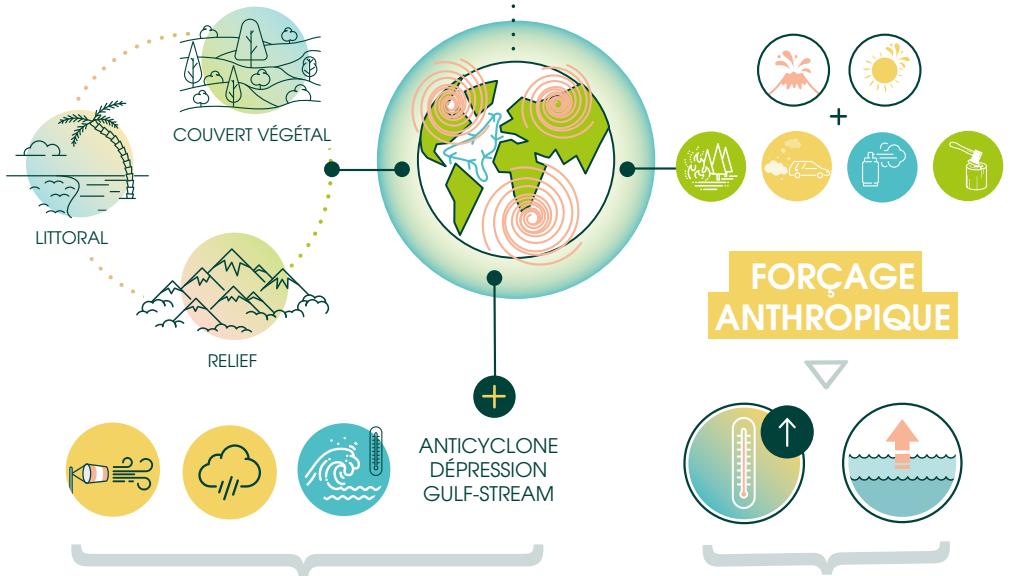 COUVERT VÉGÉTAL
LITTORAL
RELIEF
+
FORÇAGE
ANTHROPIQUE
+
ANTICYCLONE
DÉPRESSION
GULF-STREAM